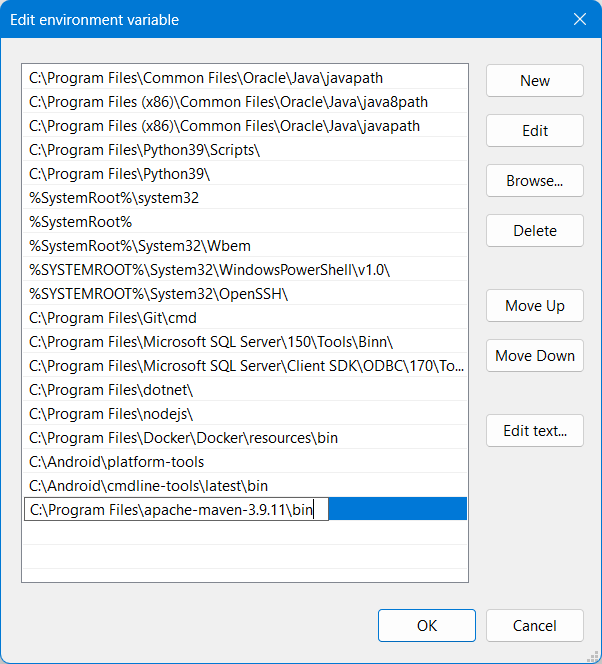 Edit environment variable
C:\Program Files\Common Files\Oracle\Java\javapath
C:\Program Files (x86)\Common Files\Oracle\Java\java8path
C:\Program Files (x86)\Common Files\Oracle\Java\javapath
C:\Program Files\Python39\Scripts\
C:\Program Files\Python39\
%SystemRoot%\system32
%SystemRoot%
%SystemRoot%\System32\Wbem
%SYSTEMROOT%\System32\WindowsPowerShell\v1.0\
%SYSTEMROOT%\System32\OpenSSH\
C:\Program Files\Git\cmd
C:\Program Files\Microsoft SQL Server\150\Tools\Binn\
C:\Program Files\Microsoft SQL Server\Client SDK\ODBC\170\To...
C:\Program Files\dotnet\
C:\Program Files\nodejs\
C:\Program Files\Docker\Docker\resources\bin
C:\Android\platform-tools
C:\Android\cmdline-tools\latest\bin
C:\Program Files\apache-maven-3.9.11\bin
New
Edit
Browse...
Delete
Move Up
Move Down
Edit text...
OK
Cancel